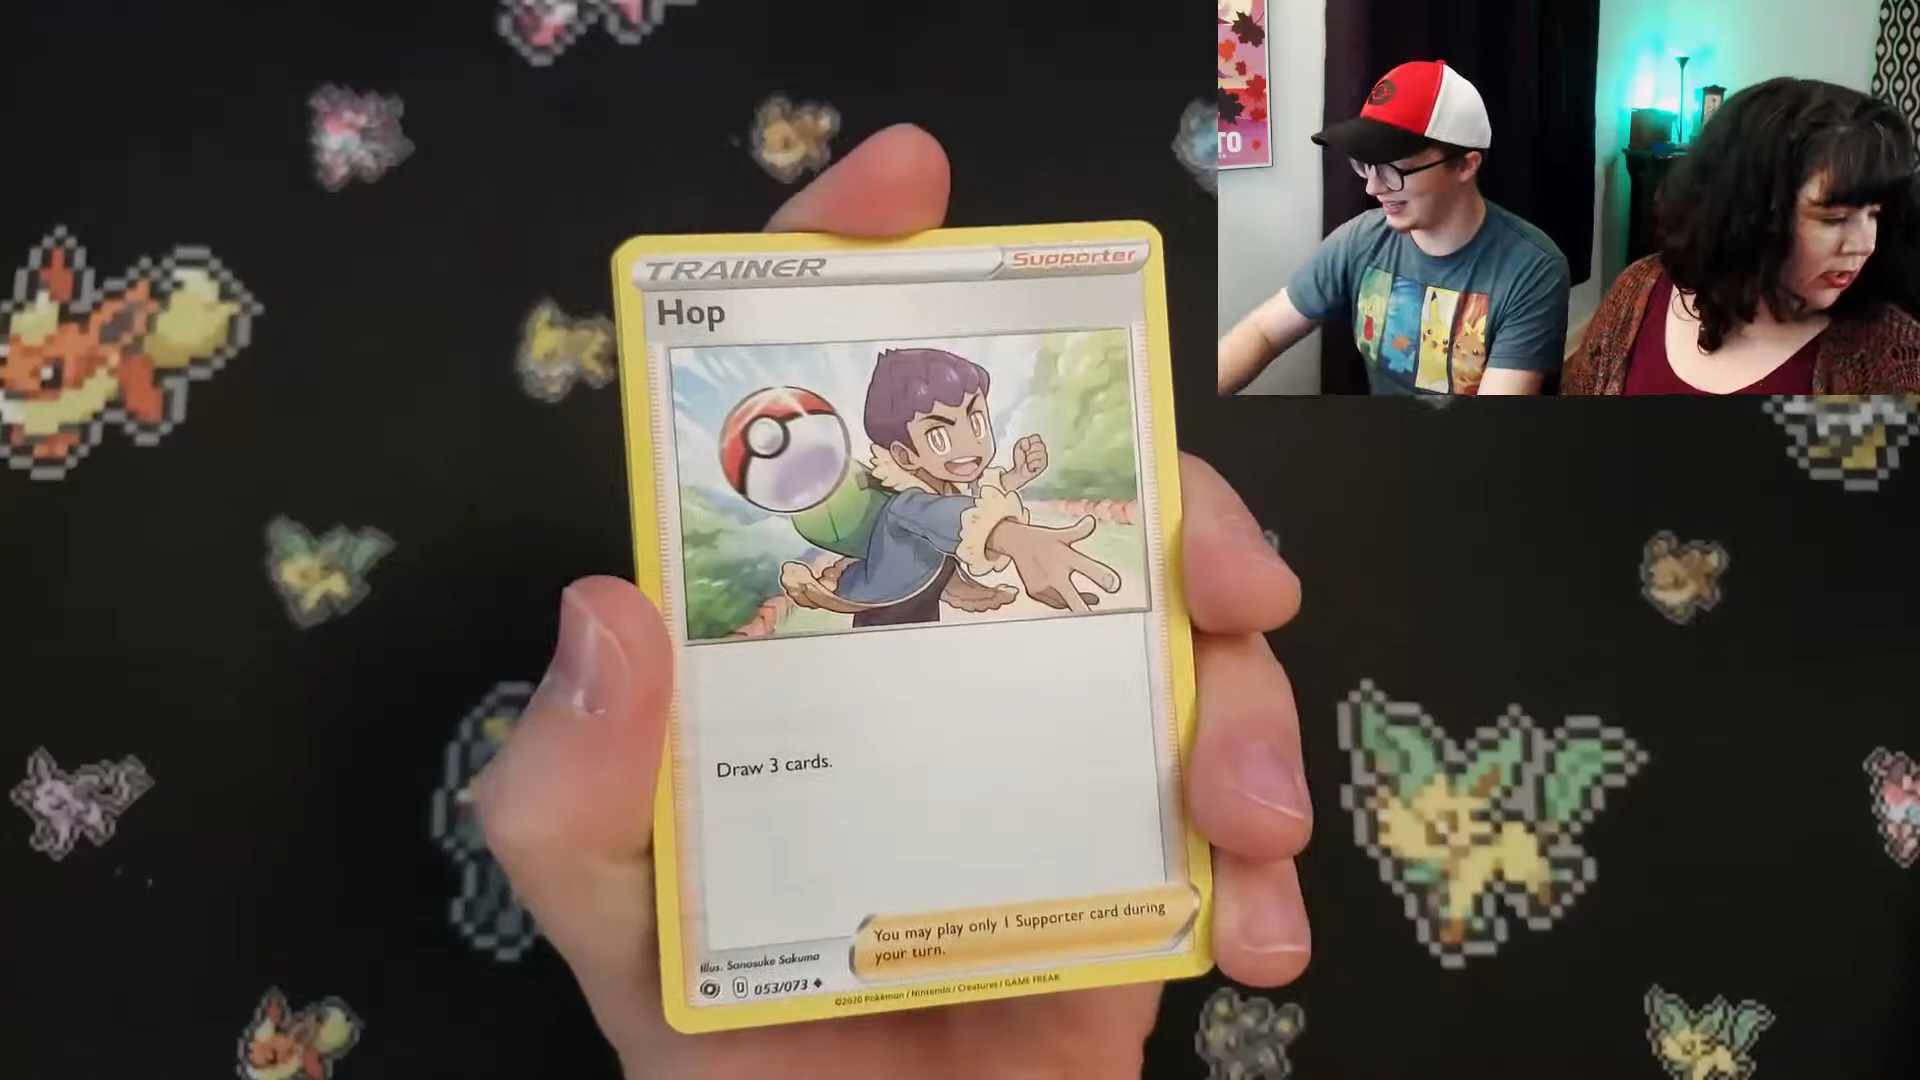 TRAINER
Supporter
Hop
Draw 3 cards.
You may play only 1 Supporter card during
your turn.
Illus. Sanosuke Sakuma
D 053/073
©2020 Pokémon / Nintendo / Creatures / GAME FREAK
TO